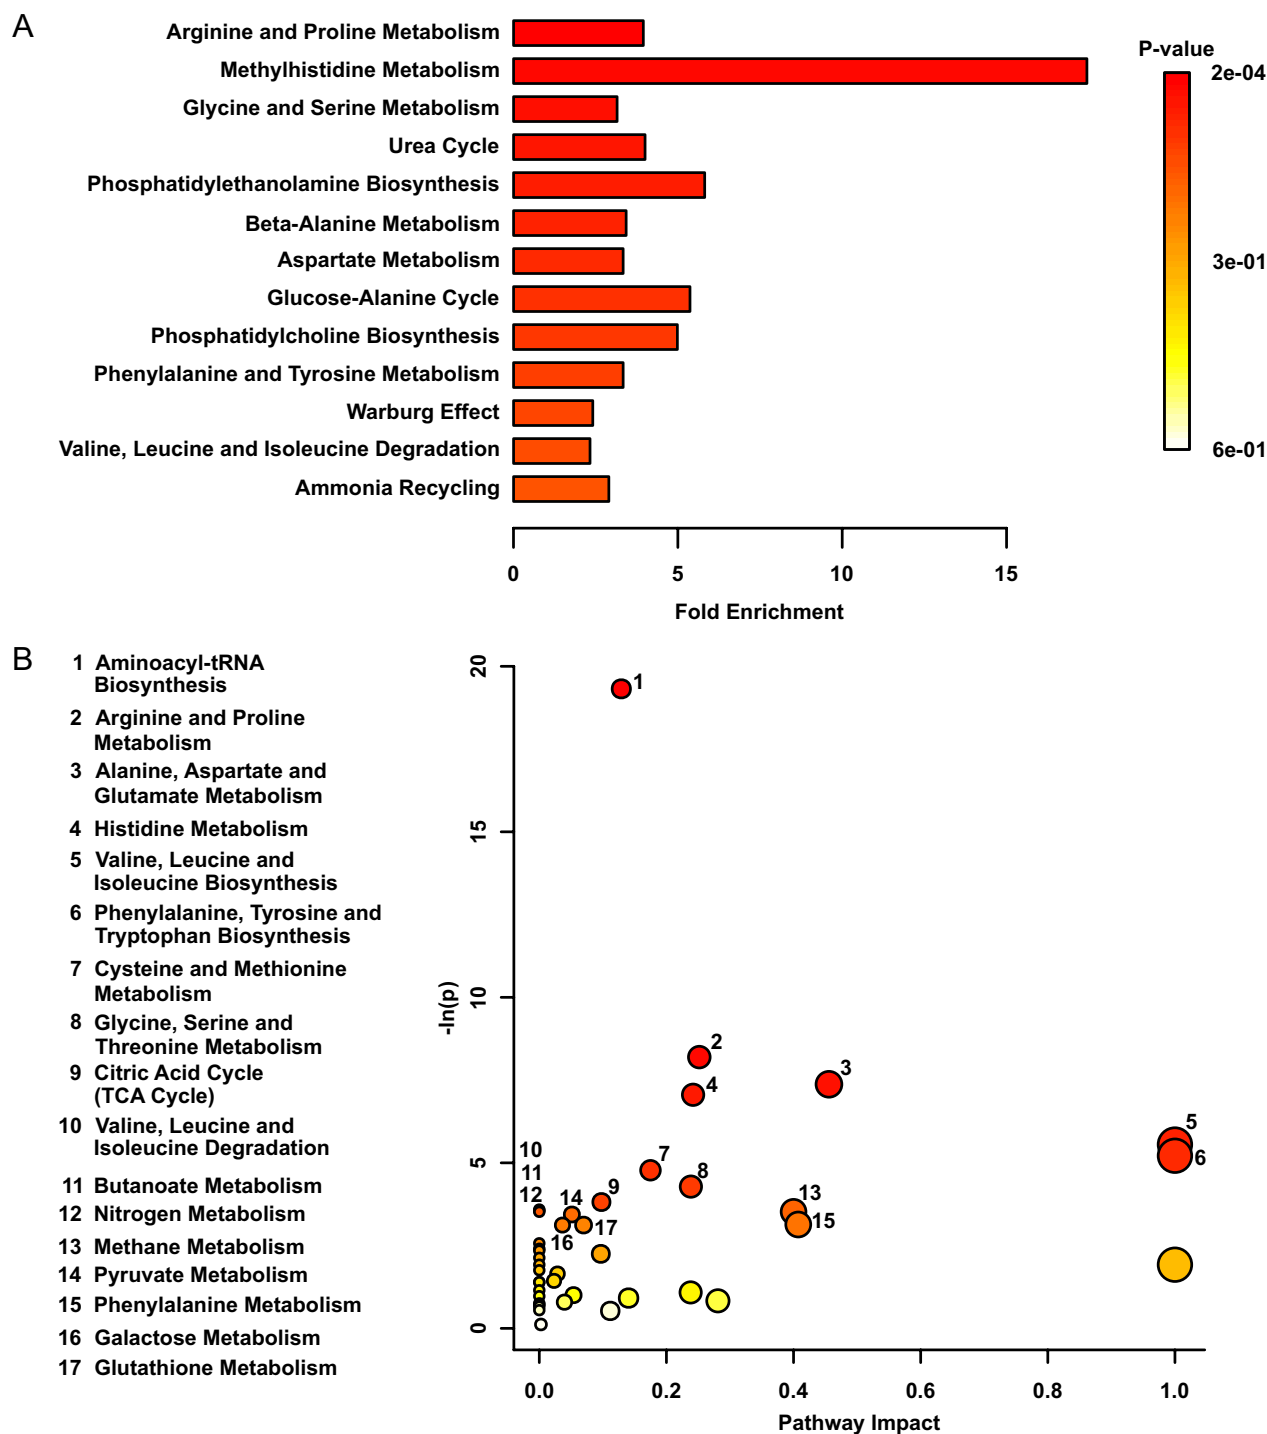 A
Arginine and Proline Metabolism
Methylhistidine Metabolism
Glycine and Serine Metabolism
Urea Cycle
Phosphatidylethanolamine Biosynthesis
Beta-Alanine Metabolism
Aspartate Metabolism
Glucose-Alanine Cycle
Phosphatidylcholine Biosynthesis
Phenylalanine and Tyrosine Metabolism
Warburg Effect
Valine, Leucine and Isoleucine Degradation
Ammonia Recycling
0 5 10 15
Fold Enrichment
P-value
2e-04
3e-01
6e-01
B
1 Aminoacyl-tRNA
Biosynthesis
2 Arginine and Proline
Metabolism
3 Alanine, Aspartate and
Glutamate Metabolism
4 Histidine Metabolism
5 Valine, Leucine and
Isoleucine Biosynthesis
6 Phenylalanine, Tyrosine and
Tryptophan Biosynthesis
7 Cysteine and Methionine
Metabolism
8 Glycine, Serine and
Threonine Metabolism
9 Citric Acid Cycle
(TCA Cycle)
10 Valine, Leucine and
Isoleucine Degradation
11 Butanoate Metabolism
12 Nitrogen Metabolism
13 Methane Metabolism
14 Pyruvate Metabolism
15 Phenylalanine Metabolism
16 Galactose Metabolism
17 Glutathione Metabolism
-ln(p)
20
15
10
5
0
1
2
3
4
5
6
7
8
10
11
12
9
14
13
15
17
16
0.0 0.2 0.4 0.6 0.8 1.0
Pathway Impact